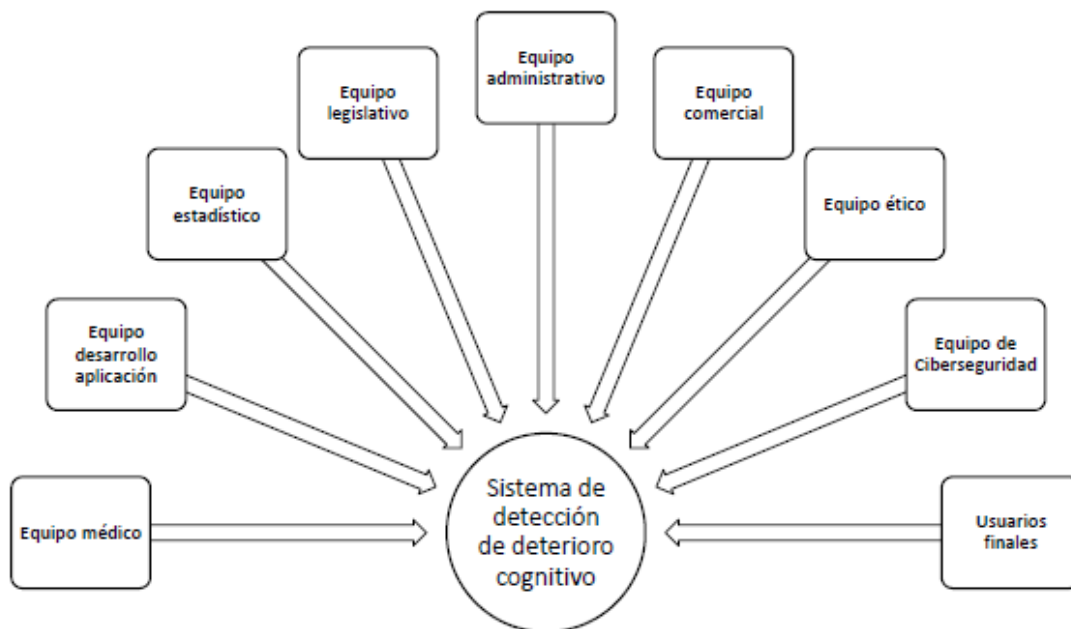 Equipo
administrativo
Equipo
legislativo
Equipo
comercial
Equipo
estadístico
Equipo ético
Equipo
desarrollo
aplicación
Equipo de
Ciberseguridad
Equipo médico
Sistema de
detección
de deterioro
cognitivo
Usuarios
finales